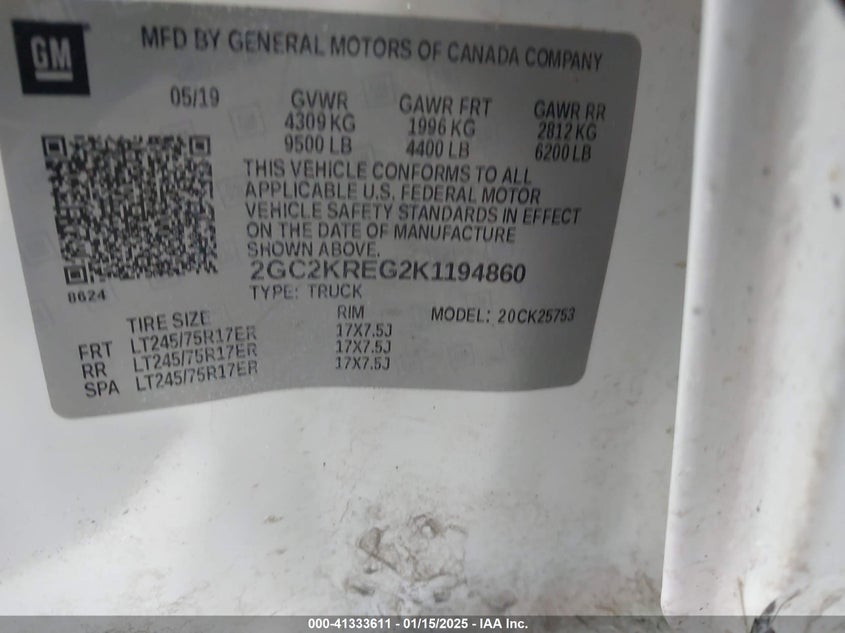 GM
MFD BY GENERAL MOTORS OF CANADA COMPANY
05/19 GVWR GAWR FRT GAWR RR
4309 KG 1996 KG 2812 KG
9500 LB 4400 LB 6200 LB
THIS VEHICLE CONFORMS TO ALL
APPLICABLE U.S. FEDERAL MOTOR
VEHICLE SAFETY STANDARDS IN EFFECT
ON THE DATE OF MANUFACTURE
SHOWN ABOVE.
2GC2KREG2K1194860
8624
TYPE: TRUCK
TIRE SIZE RIM MODEL: 20CK25753
FRT LT245/75R17ER 17X7.5J
RR LT245/75R17ER 17X7.5J
SPA LT245/75R17ER 17X7.5J
000-41333611 - 01/15/2025 - IAA Inc.